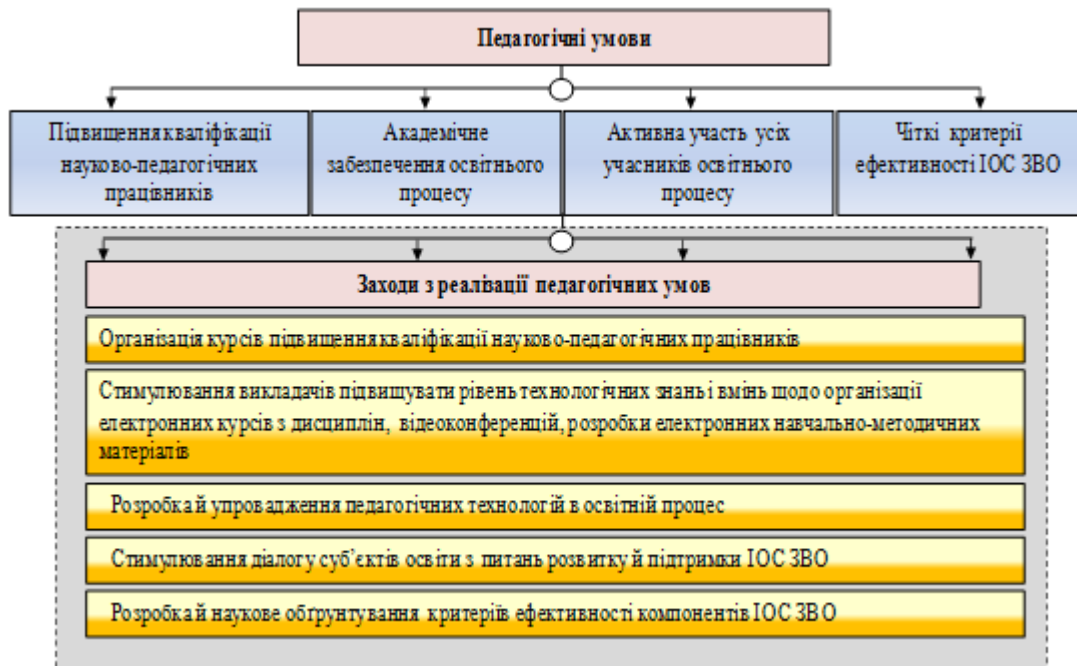 Педагогічні умови
Підвищення кваліфікації
науково-педагогічних
працівників
Академічне
забезпечення освітнього
процесу
Активна участь усіх
учасників освітнього
процесу
Чіткі критерії
ефективності ІОС ЗВО
Заходи з реалізації педагогічних умов
Організація курсів підвищення кваліфікації науково-педагогічних працівників
Стимулювання викладачів підвищувати рівень технологічних знань і вмінь щодо організації
електронних курсів з дисциплін, відеоконференцій, розробки електронних навчально-методичних
матеріалів
Розробка й упровадження педагогічних технологій в освітній процес
Стимулювання діалогу суб’єктів освіти з питань розвитку й підтримки ІОС ЗВО
Розробка й наукове обґрунтування критеріїв ефективності компонентів ІОС ЗВО